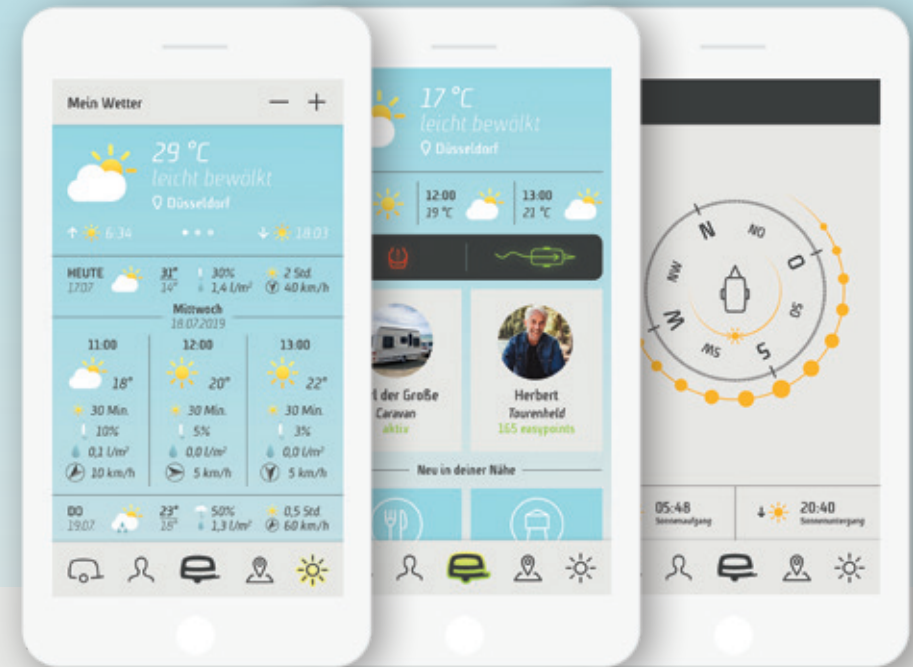 Mein Wetter
29 °C
leicht bewölkt
Düsseldorf
6:34
18:03
HEUTE
17.07
31°
14°
30%
1,4 l/m²
2 Std.
40 km/h
Mittwoch
18.07.2019
11:00
12:00
13:00
18°
20°
22°
30 Min.
30 Min.
30 Min.
10%
5%
3%
0,1 l/m²
0,0 l/m²
0,0 l/m²
10 km/h
5 km/h
5 km/h
DO
19.07
23°
18°
50%
1,3 l/m²
0,5 Std.
60 km/h
17 °C
leicht bewölkt
Düsseldorf
12:00
19 °C
13:00
21 °C
der Große
Caravan
aktiv
Herbert
Tourenheld
165 easypoints
Neu in deiner Nähe
N
NO
O
SO
S
SW
W
NW
05:48
Sonnenaufgang
20:40
Sonnenuntergang